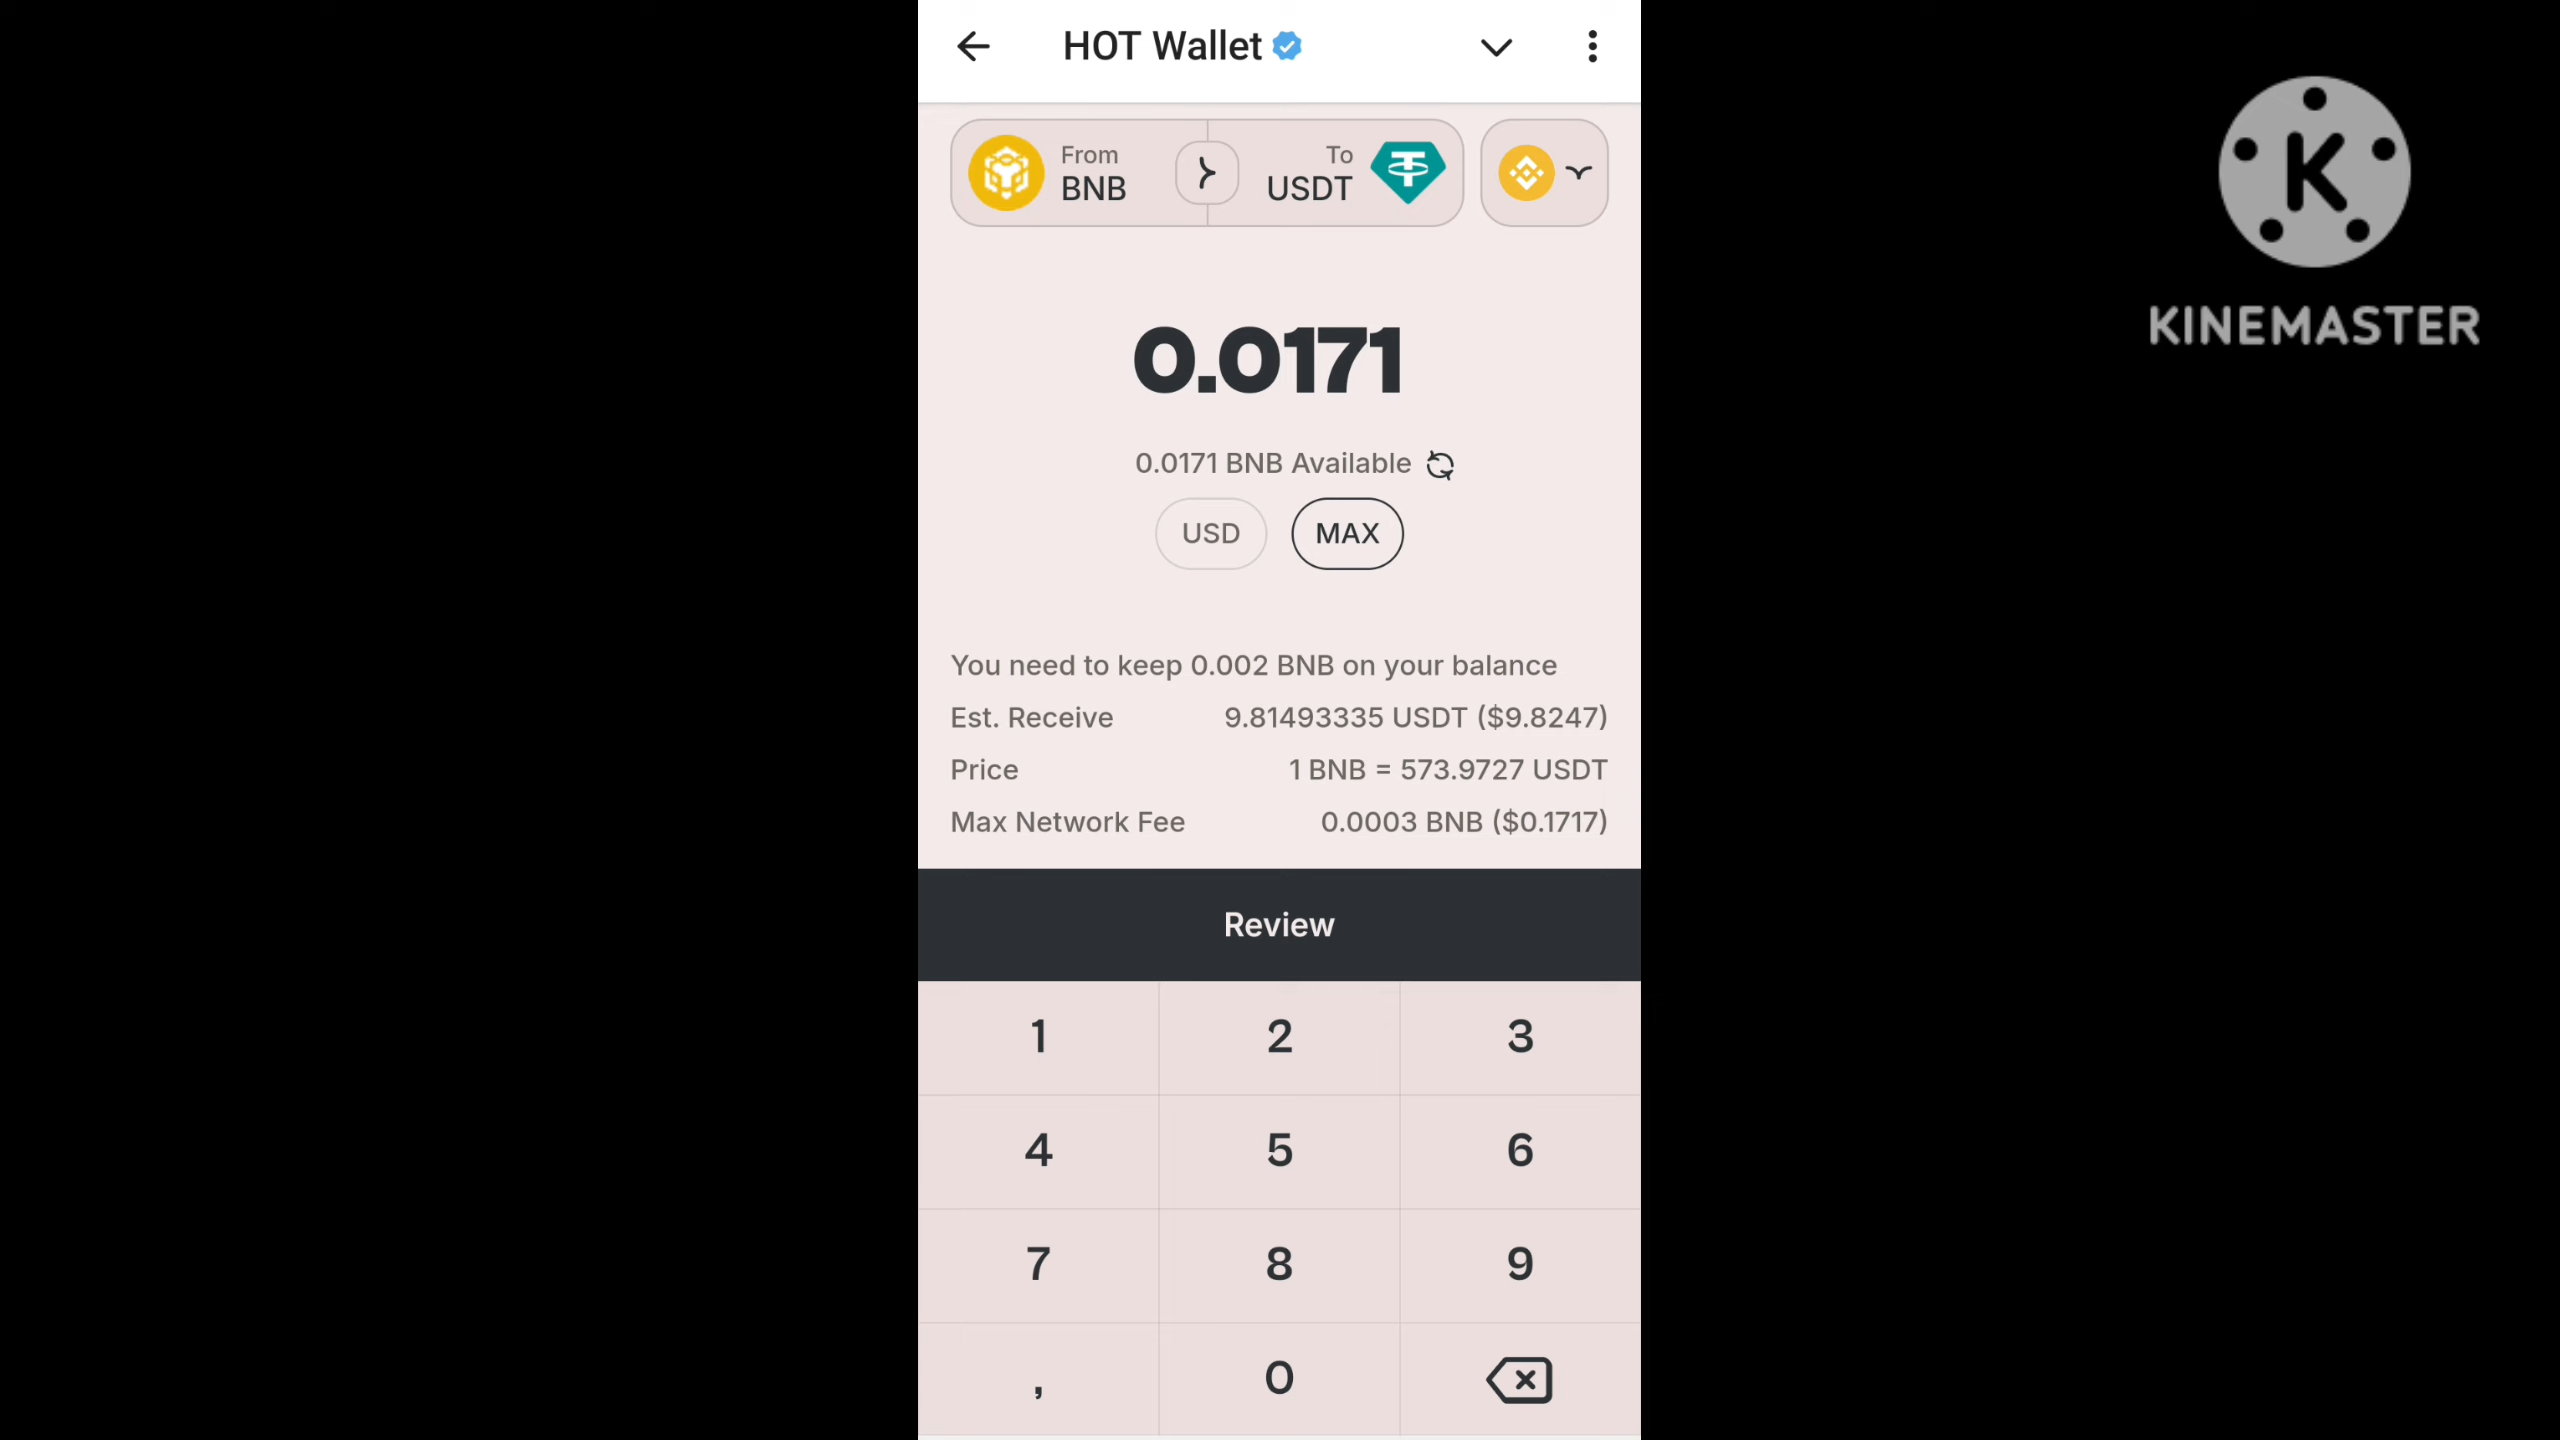 HOT Wallet
From
BNB
To
USDT
0.0171
0.0171 BNB Available
USD
MAX
You need to keep 0.002 BNB on your balance
Est. Receive 9.81493335 USDT ($9.8247)
Price 1 BNB = 573.9727 USDT
Max Network Fee 0.0003 BNB ($0.1717)
Review
1 2 3
4 5 6
7 8 9
, 0
K
KINEMASTER